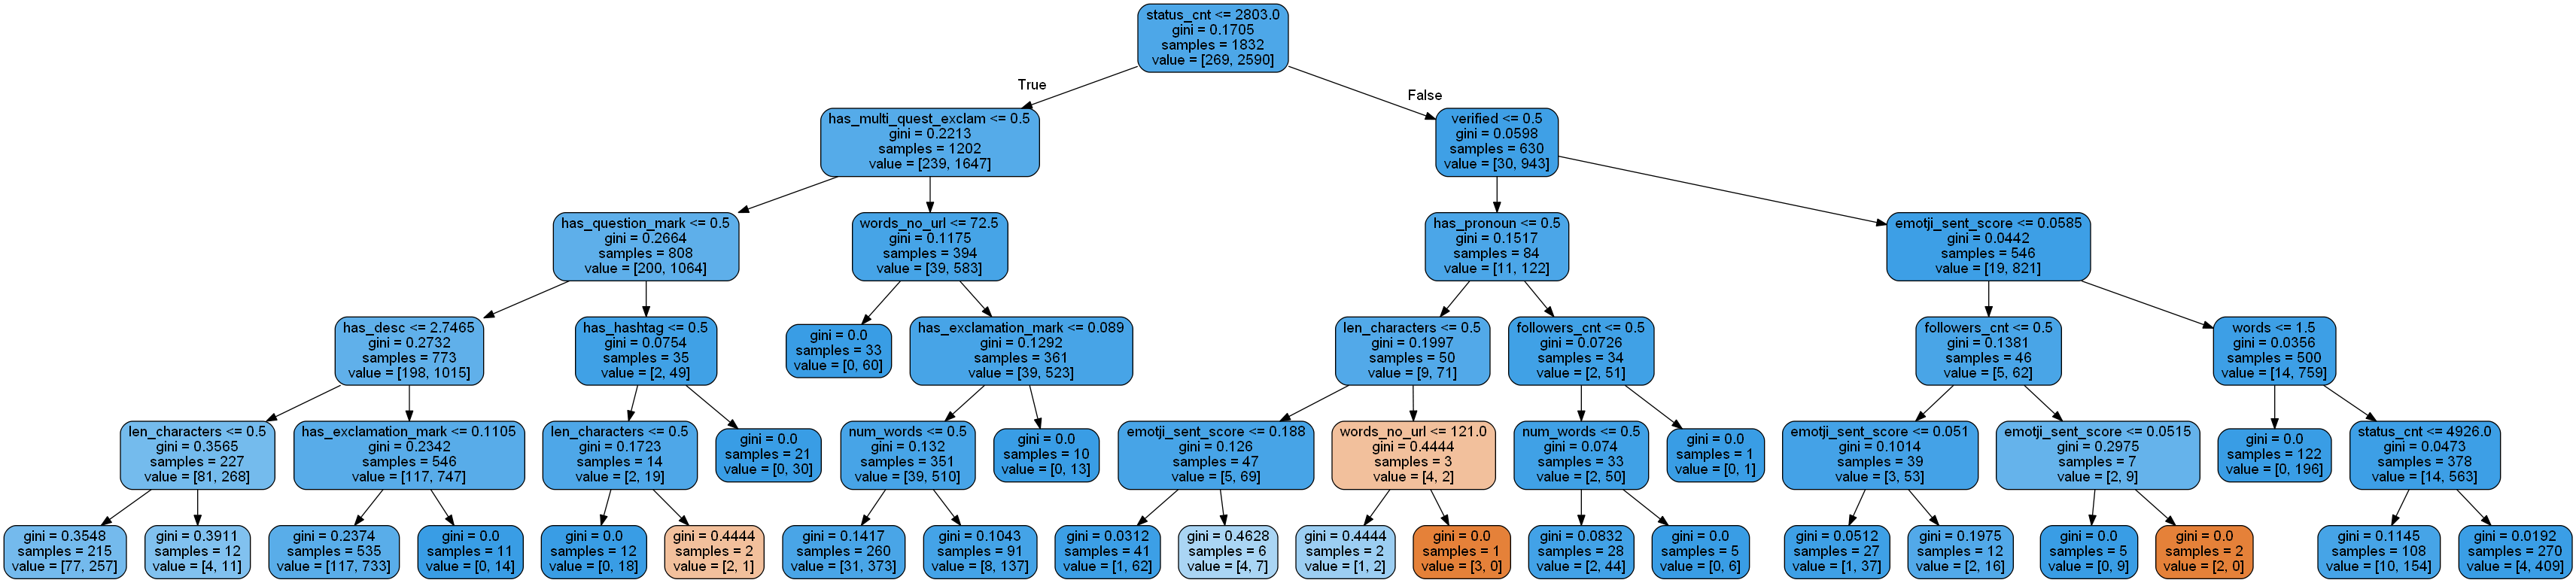 status_cnt <= 2803.0
gini = 0.1705
samples = 1832
value = [269, 2590]
True
False
has_multi_quest_exclam <= 0.5
gini = 0.2213
samples = 1202
value = [239, 1647]
verified <= 0.5
gini = 0.0598
samples = 630
value = [30, 943]
has_question_mark <= 0.5
gini = 0.2664
samples = 808
value = [200, 1064]
words_no_url <= 72.5
gini = 0.1175
samples = 394
value = [39, 583]
has_pronoun <= 0.5
gini = 0.1517
samples = 84
value = [11, 122]
emotji_sent_score <= 0.0585
gini = 0.0442
samples = 546
value = [19, 821]
has_desc <= 2.7465
gini = 0.2732
samples = 773
value = [198, 1015]
has_hashtag <= 0.5
gini = 0.0754
samples = 35
value = [2, 49]
gini = 0.0
samples = 33
value = [0, 60]
has_exclamation_mark <= 0.089
gini = 0.1292
samples = 361
value = [39, 523]
len_characters <= 0.5
gini = 0.1997
samples = 50
value = [9, 71]
followers_cnt <= 0.5
gini = 0.0726
samples = 34
value = [2, 51]
followers_cnt <= 0.5
gini = 0.1381
samples = 46
value = [5, 62]
words <= 1.5
gini = 0.0356
samples = 500
value = [14, 759]
len_characters <= 0.5
gini = 0.3565
samples = 227
value = [81, 268]
has_exclamation_mark <= 0.1105
gini = 0.2342
samples = 546
value = [117, 747]
len_characters <= 0.5
gini = 0.1723
samples = 14
value = [2, 19]
gini = 0.0
samples = 21
value = [0, 30]
num_words <= 0.5
gini = 0.132
samples = 351
value = [39, 510]
gini = 0.0
samples = 10
value = [0, 13]
emotji_sent_score <= 0.188
gini = 0.126
samples = 47
value = [5, 69]
words_no_url <= 121.0
gini = 0.4444
samples = 3
value = [4, 2]
num_words <= 0.5
gini = 0.074
samples = 33
value = [2, 50]
gini = 0.0
samples = 1
value = [0, 1]
emotji_sent_score <= 0.051
gini = 0.1014
samples = 39
value = [3, 53]
emotji_sent_score <= 0.0515
gini = 0.2975
samples = 7
value = [2, 9]
gini = 0.0
samples = 122
value = [0, 196]
status_cnt <= 4926.0
gini = 0.0473
samples = 378
value = [14, 563]
gini = 0.3548
samples = 215
value = [77, 257]
gini = 0.3911
samples = 12
value = [4, 11]
gini = 0.2374
samples = 535
value = [117, 733]
gini = 0.0
samples = 11
value = [0, 14]
gini = 0.0
samples = 12
value = [0, 18]
gini = 0.4444
samples = 2
value = [2, 1]
gini = 0.1417
samples = 260
value = [31, 373]
gini = 0.1043
samples = 91
value = [8, 137]
gini = 0.0312
samples = 41
value = [1, 62]
gini = 0.4628
samples = 6
value = [4, 7]
gini = 0.4444
samples = 2
value = [1, 2]
gini = 0.0
samples = 1
value = [3, 0]
gini = 0.0832
samples = 28
value = [2, 44]
gini = 0.0
samples = 5
value = [0, 6]
gini = 0.0512
samples = 27
value = [1, 37]
gini = 0.1975
samples = 12
value = [2, 16]
gini = 0.0
samples = 5
value = [0, 9]
gini = 0.0
samples = 2
value = [2, 0]
gini = 0.1145
samples = 108
value = [10, 154]
gini = 0.0192
samples = 270
value = [4, 409]